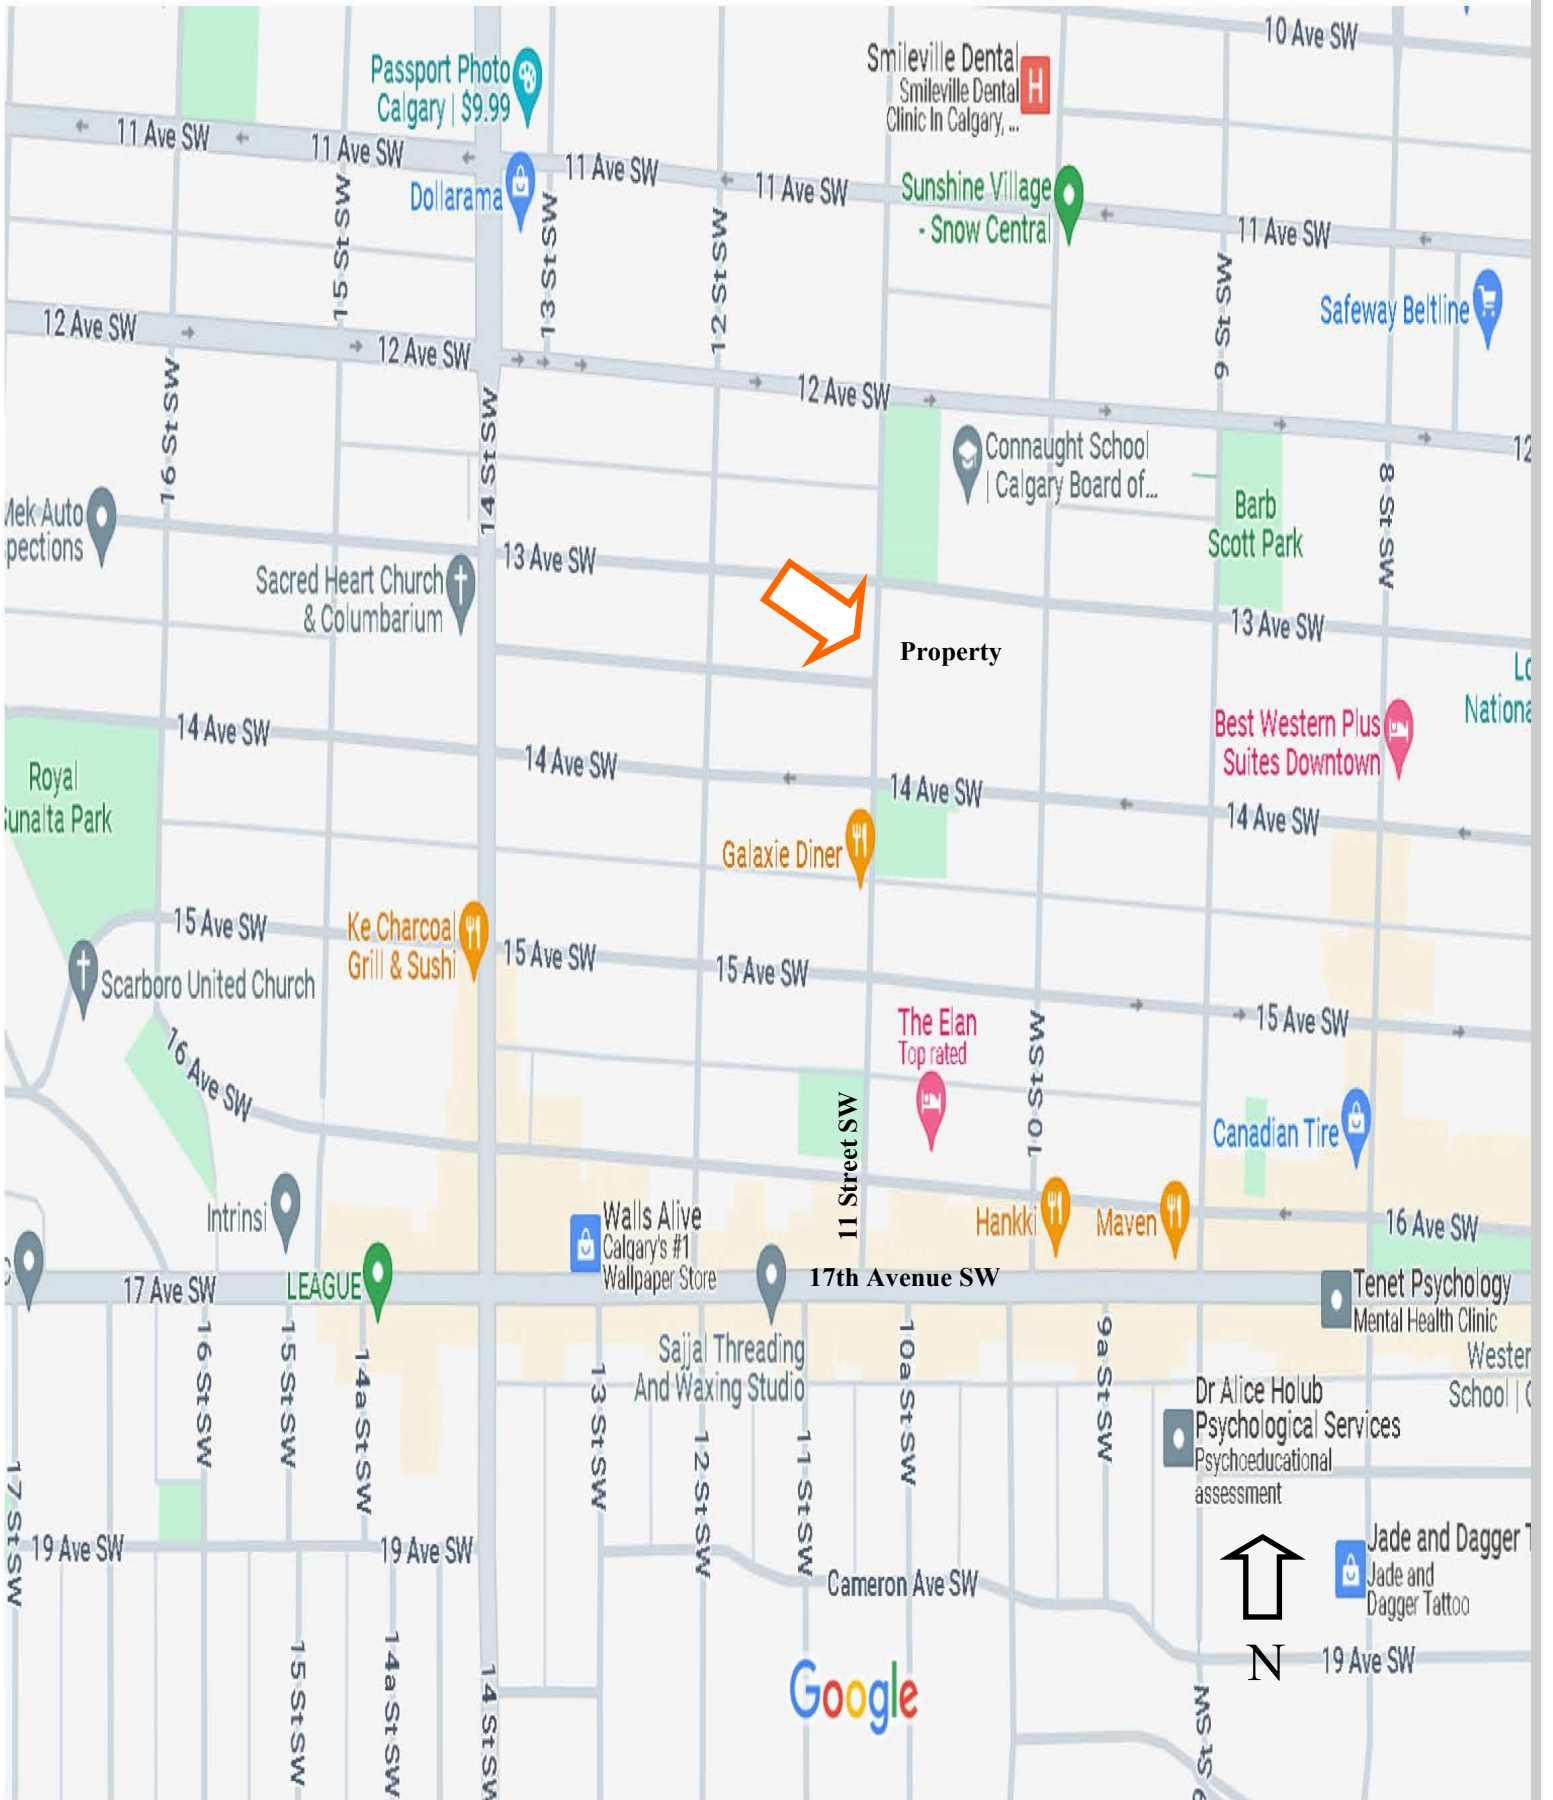 10 Ave SW
Smileville Dental
Smileville Dental
Clinic In Calgary, ...
H
Passport Photo
Calgary | $9.99
11 Ave SW
11 Ave SW
11 Ave SW
11 Ave SW
11 Ave SW
Dollarama
Sunshine Village
- Snow Central
15 St SW
13 St SW
12 St SW
9 St SW
Safeway Beltline
12 Ave SW
12 Ave SW
12 Ave SW
12
16 St SW
14 St SW
Connaught School
| Calgary Board of...
Barb
Scott Park
8 St SW
Mek Auto
pections
13 Ave SW
Sacred Heart Church
& Columbarium
13 Ave SW
Property
Lo
Nationa
14 Ave SW
14 Ave SW
14 Ave SW
14 Ave SW
Best Western Plus
Suites Downtown
Royal
Sunalta Park
Galaxie Diner
15 Ave SW
Ke Charcoal
Grill & Sushi
15 Ave SW
15 Ave SW
15 Ave SW
Scarboro United Church
The Elan
Top rated
16 Ave SW
11 Street SW
10 St SW
Canadian Tire
Intrinsi
Walls Alive
Calgary's #1
Wallpaper Store
Hankki
Maven
16 Ave SW
17 Ave SW
LEAGUE
17th Avenue SW
Tenet Psychology
Mental Health Clinic
Sajjal Threading
And Waxing Studio
Wester
School | C
16 St SW
15 St SW
14a St SW
13 St SW
12 St SW
11 St SW
10a St SW
9a St SW
Dr Alice Holub
Psychological Services
Psychoeducational
assessment
17 St SW
19 Ave SW
19 Ave SW
Cameron Ave SW
Jade and Dagger T
Jade and
Dagger Tattoo
N
19 Ave SW
15 St SW
14a St SW
14 St SW
Google
9 St SW